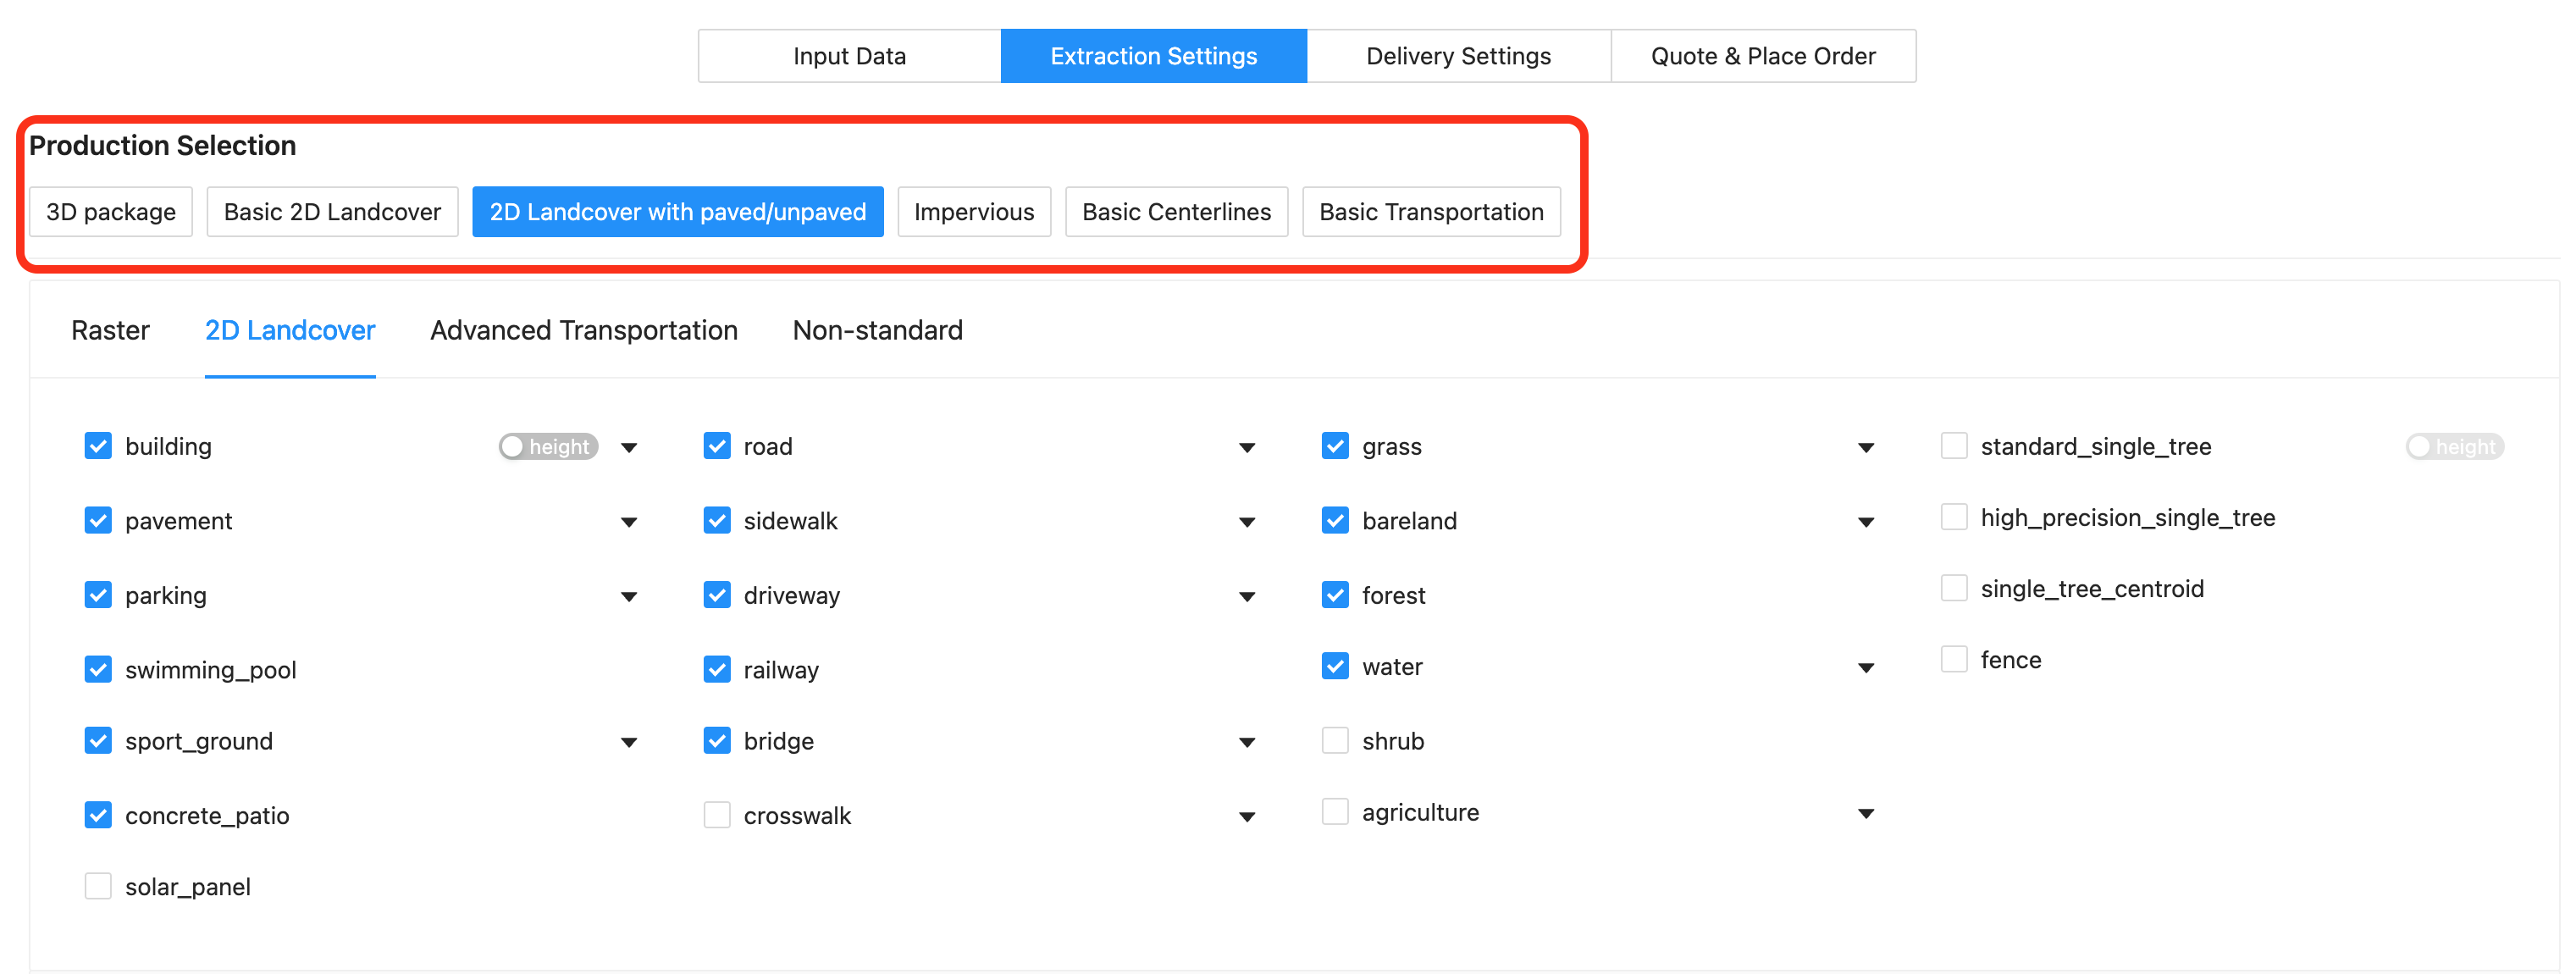 Input Data
Extraction Settings
Delivery Settings
Quote & Place Order
Production Selection
3D package
Basic 2D Landcover
2D Landcover with paved/unpaved
Impervious
Basic Centerlines
Basic Transportation
Raster
2D Landcover
Advanced Transportation
Non-standard
building
height
road
grass
standard_single_tree
height
pavement
sidewalk
bareland
high_precision_single_tree
parking
driveway
forest
single_tree_centroid
swimming_pool
railway
water
fence
sport_ground
bridge
shrub
concrete_patio
crosswalk
agriculture
solar_panel